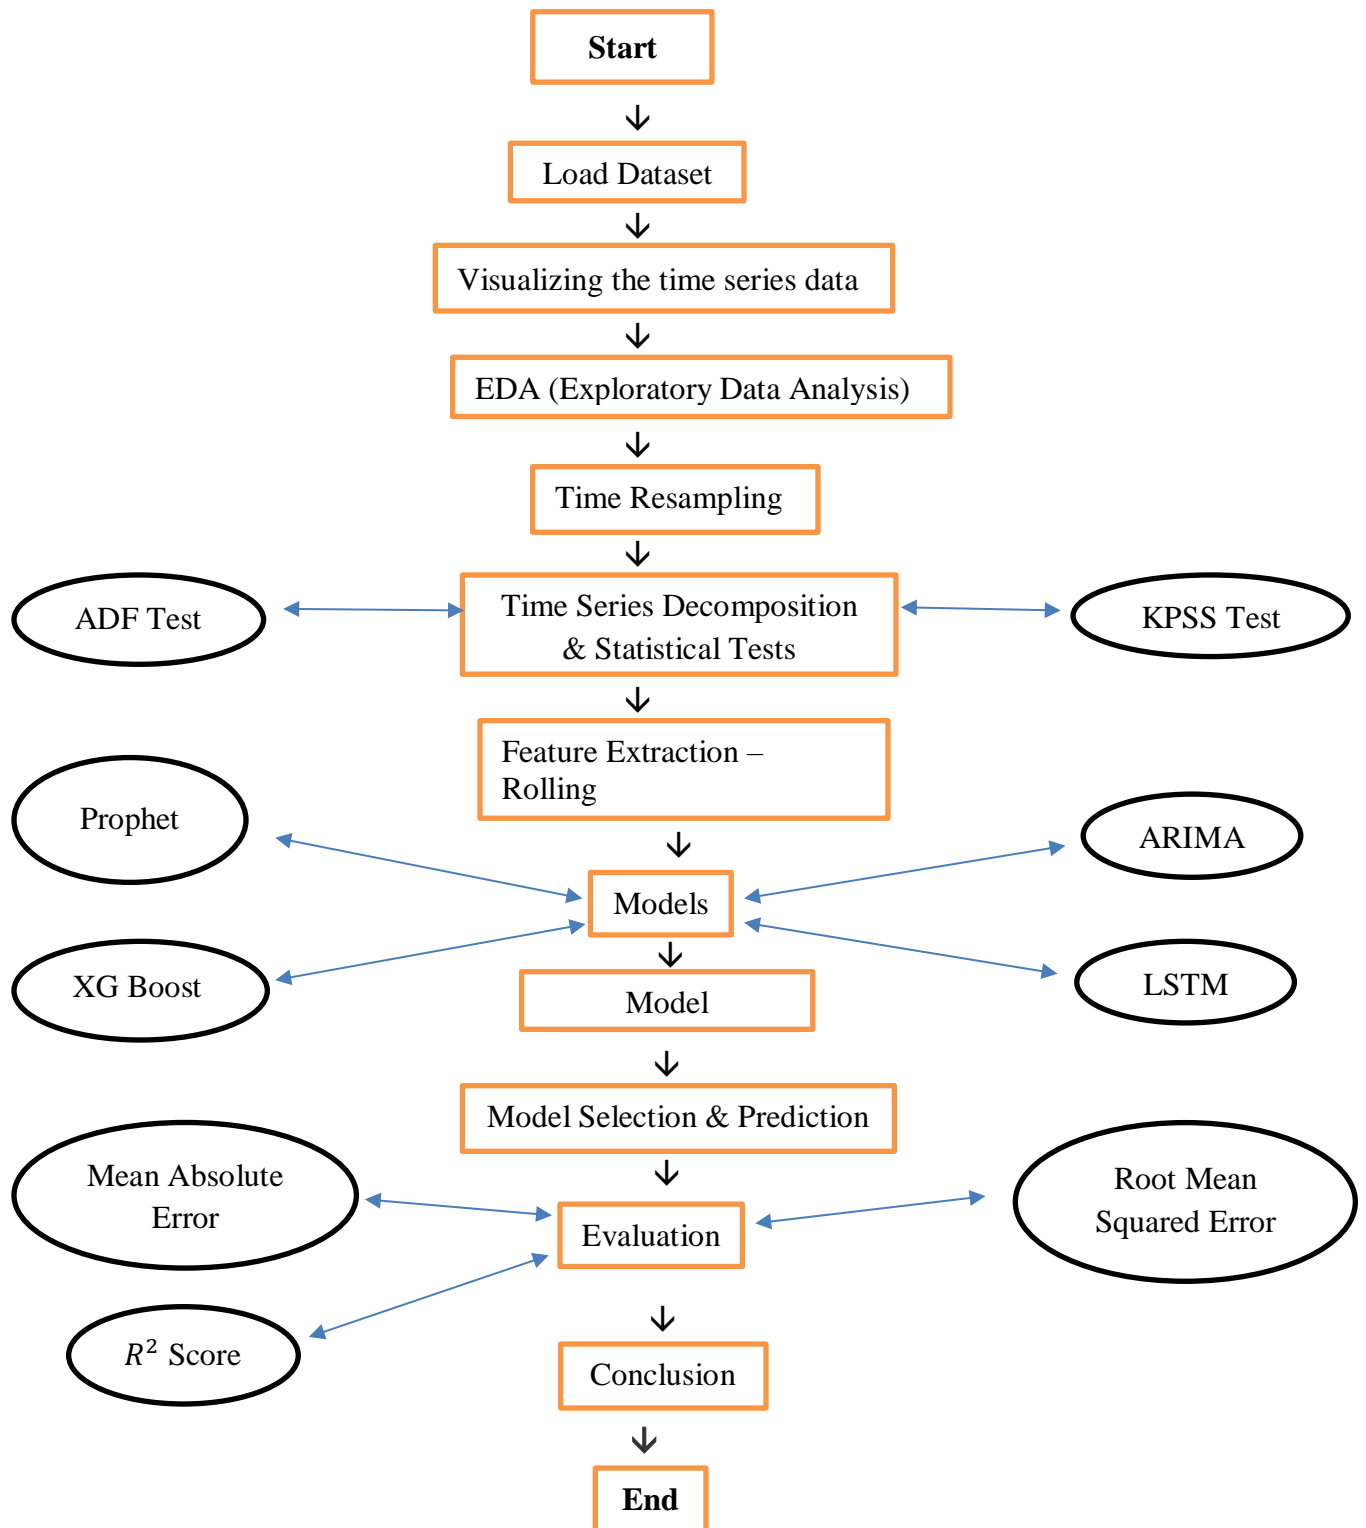 Start
Load Dataset
Visualizing the time series data
EDA (Exploratory Data Analysis)
Time Resampling
ADF Test
Time Series Decomposition
& Statistical Tests
KPSS Test
Feature Extraction –
Rolling
Prophet
ARIMA
Models
XG Boost
LSTM
Model
Model Selection & Prediction
Mean Absolute
Error
Root Mean
Squared Error
Evaluation
R² Score
Conclusion
End